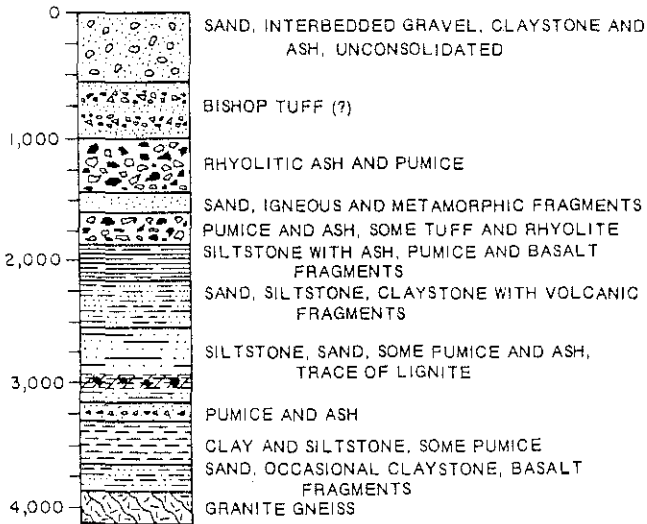 0
SAND, INTERBEDDED GRAVEL, CLAYSTONE AND
ASH, UNCONSOLIDATED
BISHOP TUFF (?)
1,000
RHYOLITIC ASH AND PUMICE
SAND, IGNEOUS AND METAMORPHIC FRAGMENTS
PUMICE AND ASH, SOME TUFF AND RHYOLITE
SILTSTONE WITH ASH, PUMICE AND BASALT
2,000
FRAGMENTS
SAND, SILTSTONE, CLAYSTONE WITH VOLCANIC
FRAGMENTS
SILTSTONE, SAND, SOME PUMICE AND ASH,
TRACE OF LIGNITE
3,000
PUMICE AND ASH
CLAY AND SILTSTONE, SOME PUMICE
SAND, OCCASIONAL CLAYSTONE, BASALT
FRAGMENTS
4,000
GRANITE GNEISS